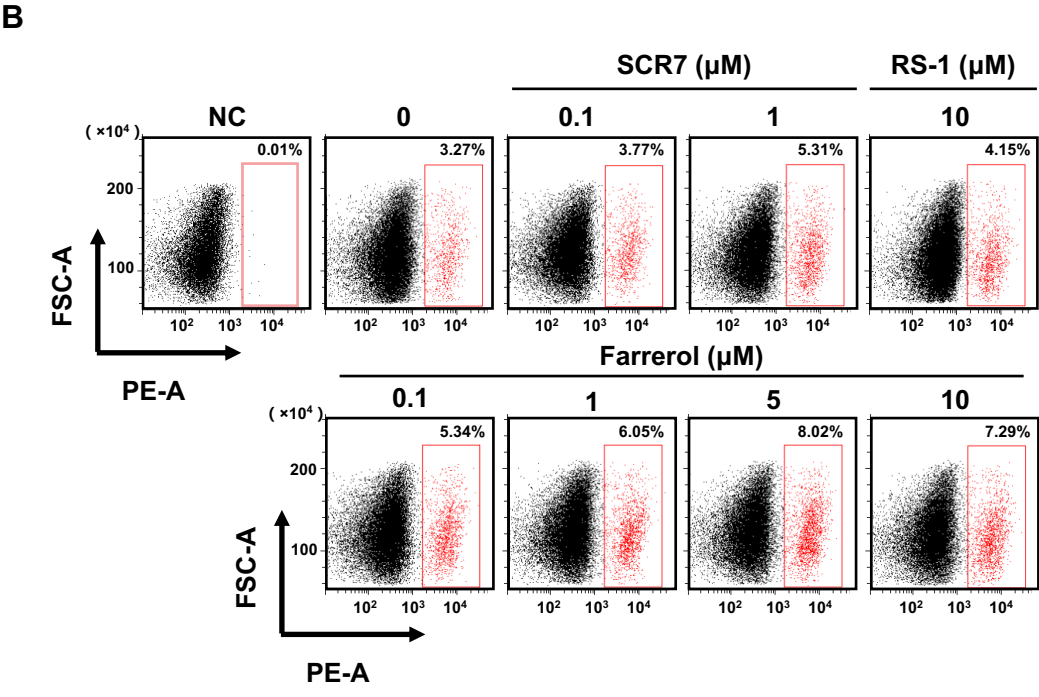 B
SCR7 (μM) RS-1 (μM)
NC 0 0.1 1 10
( ×10⁴ )
0.01% 3.27% 3.77% 5.31% 4.15%
200
100
FSC-A
10² 10³ 10⁴ 10² 10³ 10⁴ 10² 10³ 10⁴ 10² 10³ 10⁴ 10² 10³ 10⁴
PE-A
Farrerol (μM)
0.1 1 5 10
( ×10⁴ )
5.34% 6.05% 8.02% 7.29%
200
100
FSC-A
10² 10³ 10⁴ 10² 10³ 10⁴ 10² 10³ 10⁴ 10² 10³ 10⁴
PE-A